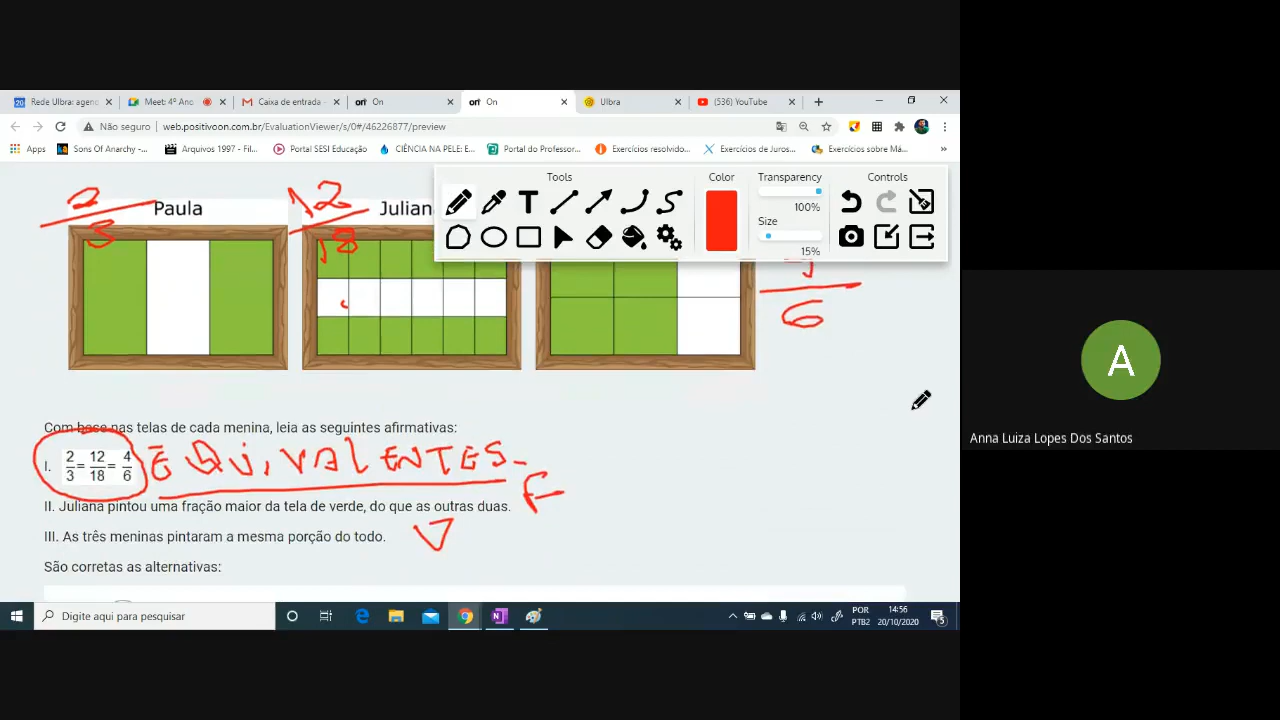 Rede Ulbra: agend
Meet: 4º Ano
Caixa de entrada -
On
On
Ulbra
(536) YouTube
Não seguro
web.positivoon.com.br/EvaluationViewer/s/0#/46226877/preview
Apps
Sons Of Anarchy -...
Arquivos 1997 - Fil...
Portal SESI Educação
CIÊNCIA NA PELE: E...
Portal do Professor...
Exercícios resolvido...
Exercícios de Juros...
Exercícios sobre Má...
Tools
Color
Transparency
100%
Size
15%
Controls
2
3
Paula
12
18
Julian
6
Com base nas telas de cada menina, leia as seguintes afirmativas:
I. 2/3 = 12/18 = 4/6 EQUIVALENTES
II. Juliana pintou uma fração maior da tela de verde, do que as outras duas. F
III. As três meninas pintaram a mesma porção do todo. V
São corretas as alternativas:
Digite aqui para pesquisar
POR
PTB2
14:56
20/10/2020
5
A
Anna Luiza Lopes Dos Santos